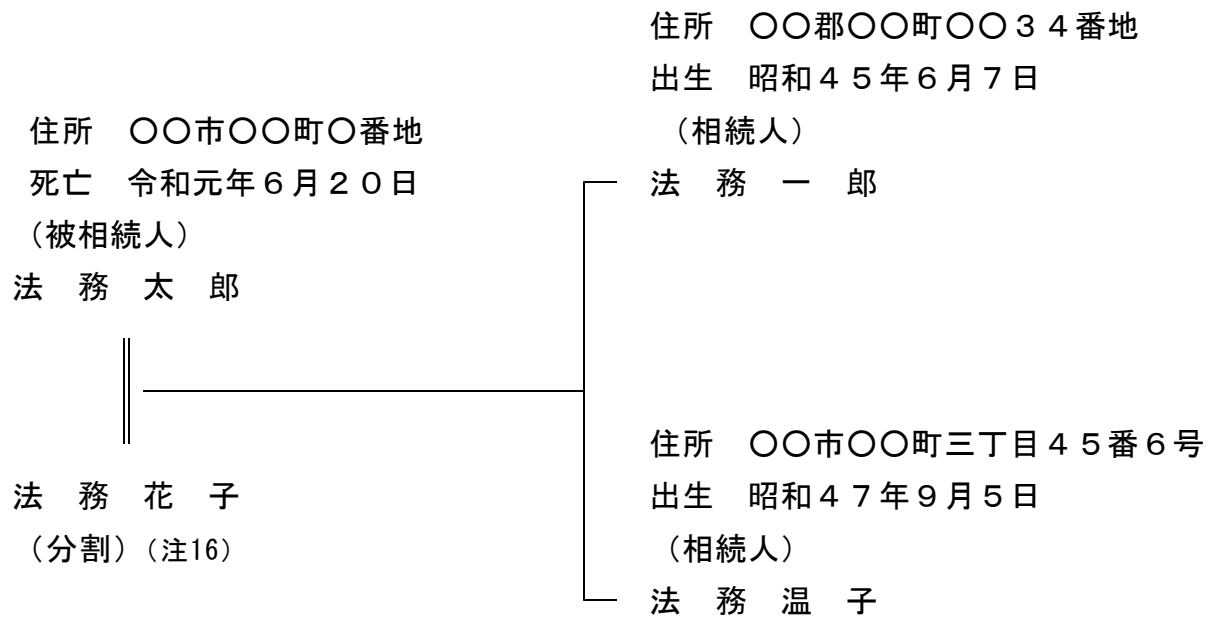 住所　〇〇郡〇〇町〇〇３４番地
出生　昭和４５年６月７日
（相続人）
法　務　一　郎
住所　〇〇市〇〇町〇番地
死亡　令和元年６月２０日
（被相続人）
法　務　太　郎
法　務　花　子
（分割）（注16）
住所　〇〇市〇〇町三丁目４５番６号
出生　昭和４７年９月５日
（相続人）
法　務　温　子